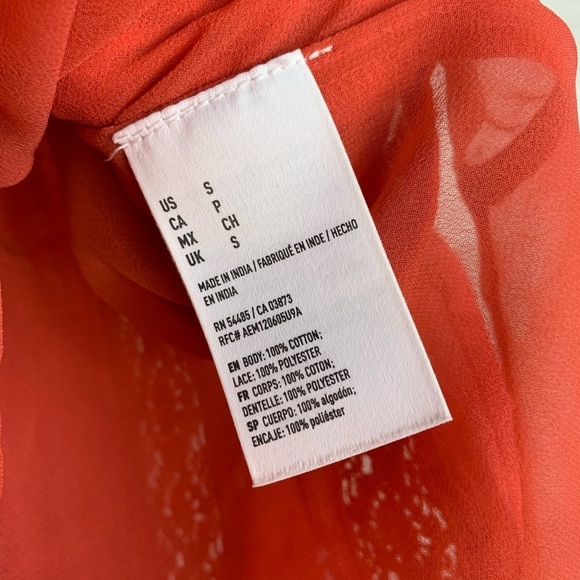 US S
CA P
MX CH
UK S
MADE IN INDIA / FABRIQUÉ EN INDE / HECHO
EN INDIA
RN 54485 / CA 03873
RFC# AEM120605U9A
EN BODY: 100% COTTON;
LACE: 100% POLYESTER
FR CORPS: 100% COTON;
DENTELLE: 100% POLYESTER
SP CUERPO: 100% algodón;
ENCAJE: 100% poliéster